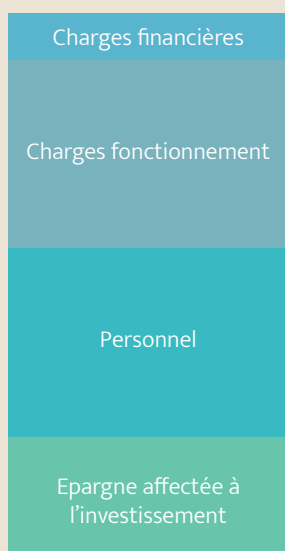 Charges financières
Charges fonctionnement
Personnel
Epargne affectée à
l'investissement